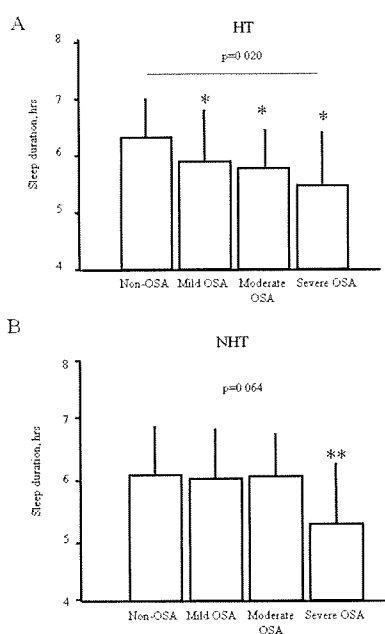 A
HT
8
p=0 020
7
*
*
*
6
Sleep duration, hrs
5
4
Non-OSA Mild OSA Moderate OSA Severe OSA
B
NHT
8
p=0 064
7
**
6
Sleep duration, hrs
5
4
Non-OSA Mild OSA Moderate OSA Severe OSA